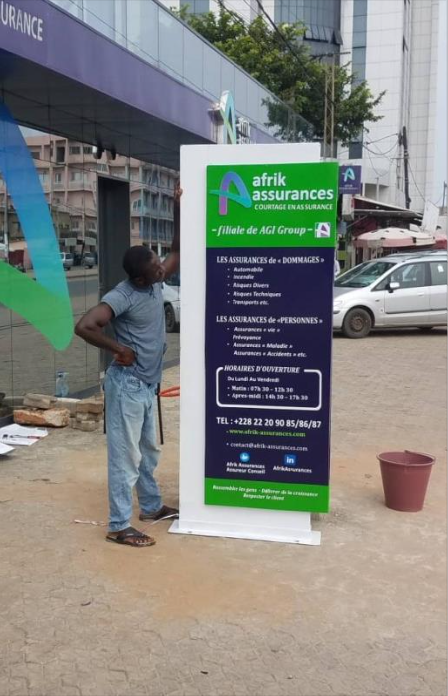 URANCE
afrik
assurances
COURTAGE EN ASSURANCE
- filiale de AGI Group -
LES ASSURANCES de « DOMMAGES »
• Automobile
• Incendie
• Risques Divers
• Risques Techniques
• Transports etc.
LES ASSURANCES de «PERSONNES »
• Assurances « vie »
Prévoyance
• Assurances « Maladie »
Assurances « Accidents » etc.
HORAIRES D'OUVERTURE
Du Lundi Au Vendredi
• Matin : 07h 30 - 12h 30
• Apres-midi : 14h 30 - 17h 30
TEL : +228 22 20 90 85/86/87
• www.afrik-assurances.com
• contact@afrik-assurances.com
Afrik Assurances
Assureur Conseil
AfrikAssurances
Rassembler les gens - Différer de la croissance
Respecter le client